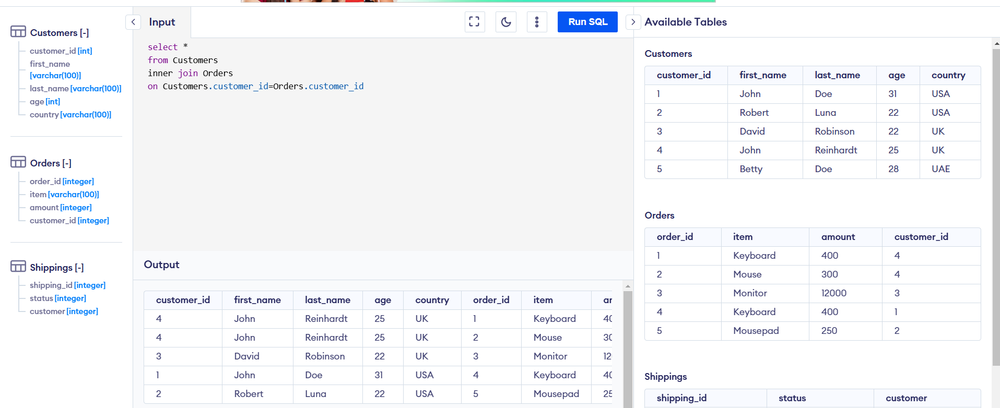 Customers [-]
customer_id [int]
first_name
[varchar(100)]
last_name [varchar(100)]
age [int]
country [varchar(100)]
Orders [-]
order_id [integer]
item [varchar(100)]
amount [integer]
customer_id [integer]
Shippings [-]
shipping_id [integer]
status [integer]
customer [integer]
Input
Run SQL
select *
from Customers
inner join Orders
on Customers.customer_id=Orders.customer_id
Output
customer_id first_name last_name age country order_id item
4 John Reinhardt 25 UK 1 Keyboard
4 John Reinhardt 25 UK 2 Mouse
3 David Robinson 22 UK 3 Monitor
1 John Doe 31 USA 4 Keyboard
2 Robert Luna 22 USA 5 Mousepad
Available Tables
Customers
customer_id first_name last_name age country
1 John Doe 31 USA
2 Robert Luna 22 USA
3 David Robinson 22 UK
4 John Reinhardt 25 UK
5 Betty Doe 28 UAE
Orders
order_id item amount customer_id
1 Keyboard 400 4
2 Mouse 300 4
3 Monitor 12000 3
4 Keyboard 400 1
5 Mousepad 250 2
Shippings
shipping_id status customer